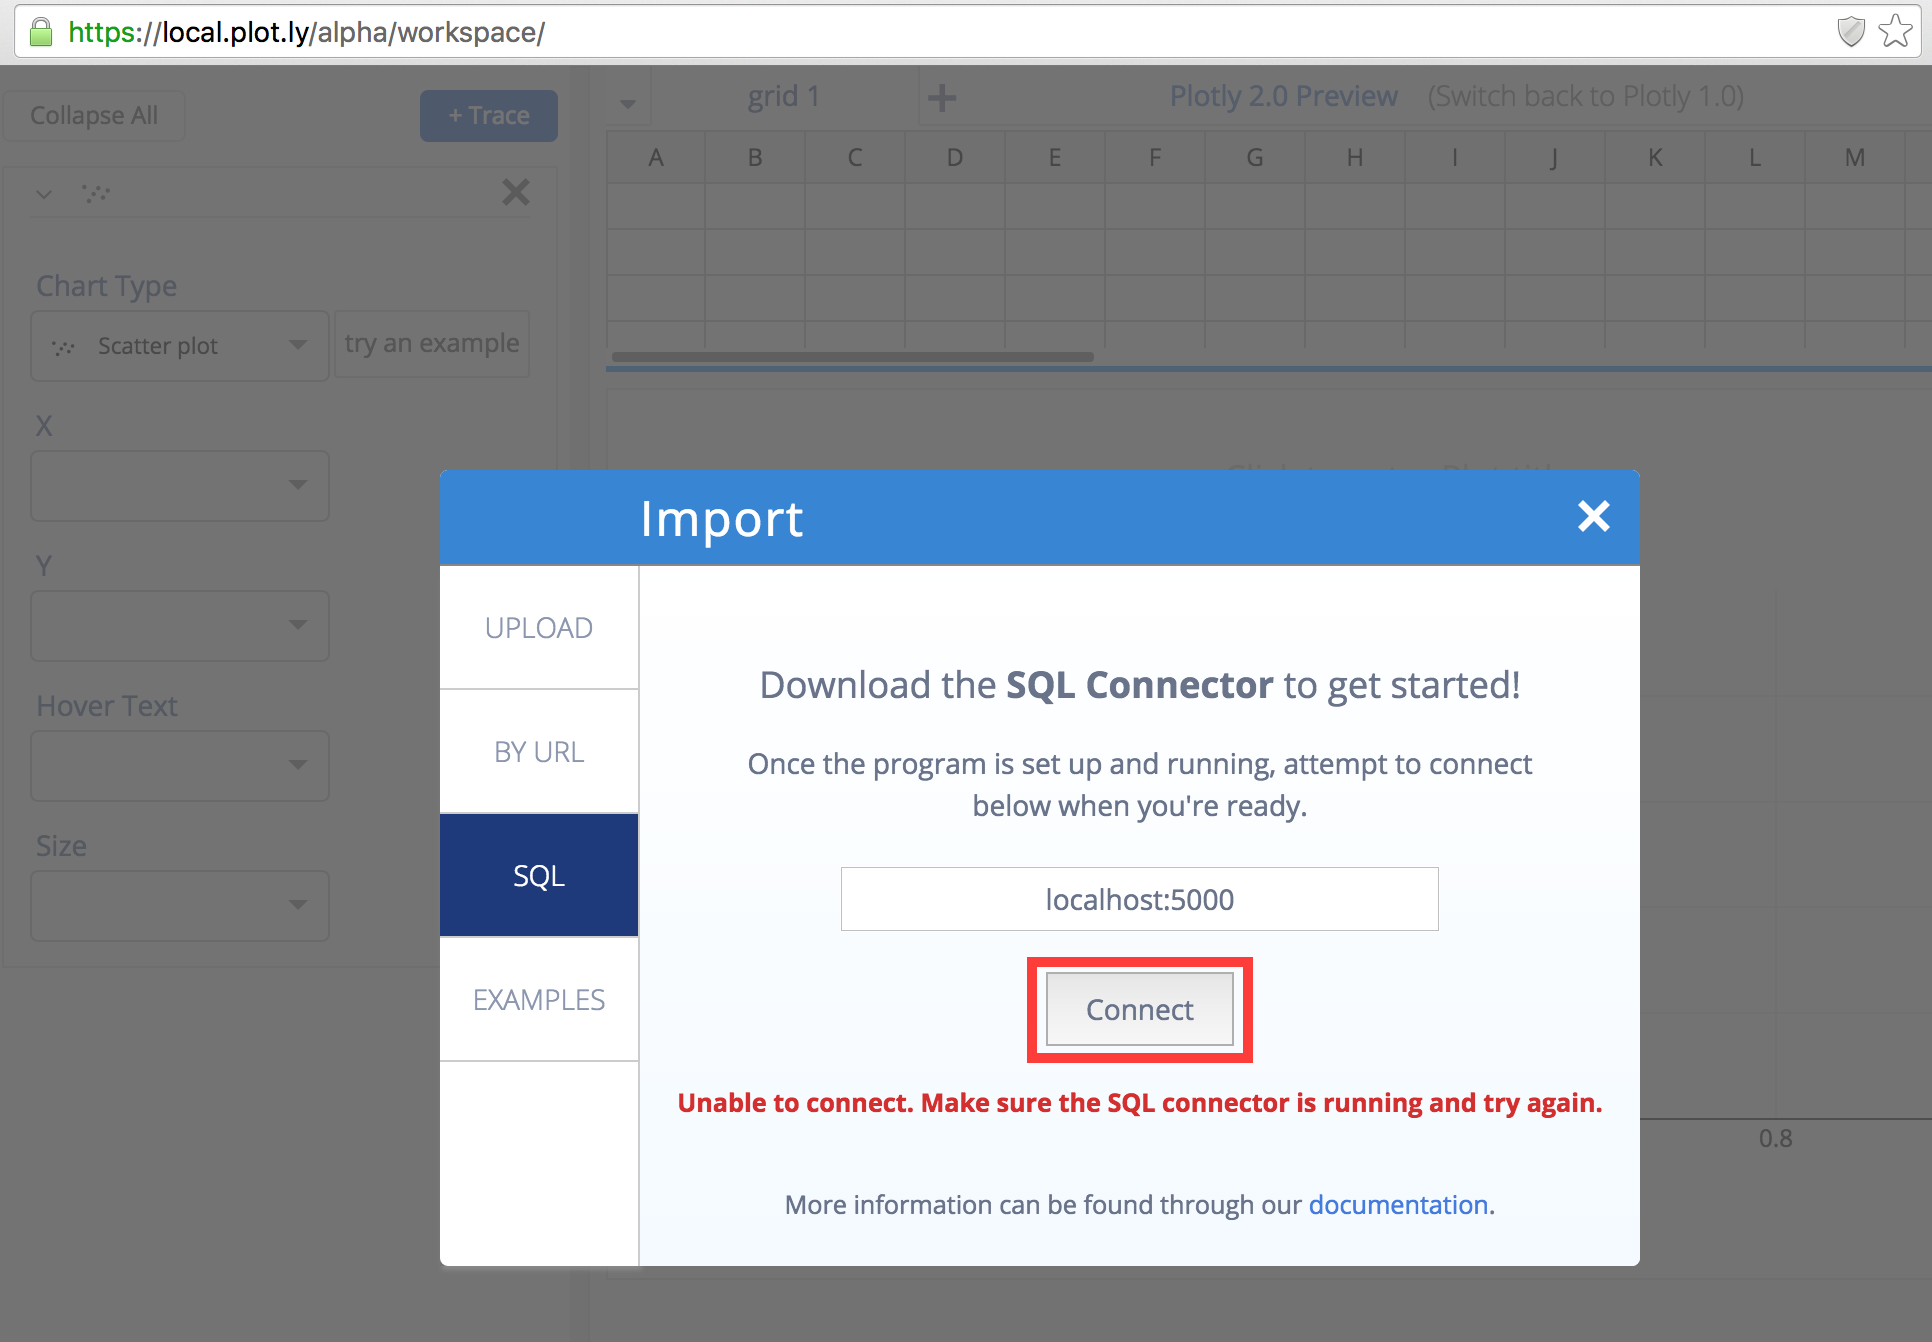 https://local.plot.ly/alpha/workspace/
Collapse All
+ Trace
grid 1
Plotly 2.0 Preview (Switch back to Plotly 1.0)
A B C D E F G H I J K L M
Chart Type
Scatter plot
try an example
X
Y
Hover Text
Size
Import
UPLOAD
BY URL
SQL
EXAMPLES
Download the SQL Connector to get started!
Once the program is set up and running, attempt to connect
below when you're ready.
localhost:5000
Connect
Unable to connect. Make sure the SQL connector is running and try again.
More information can be found through our documentation.
0.8